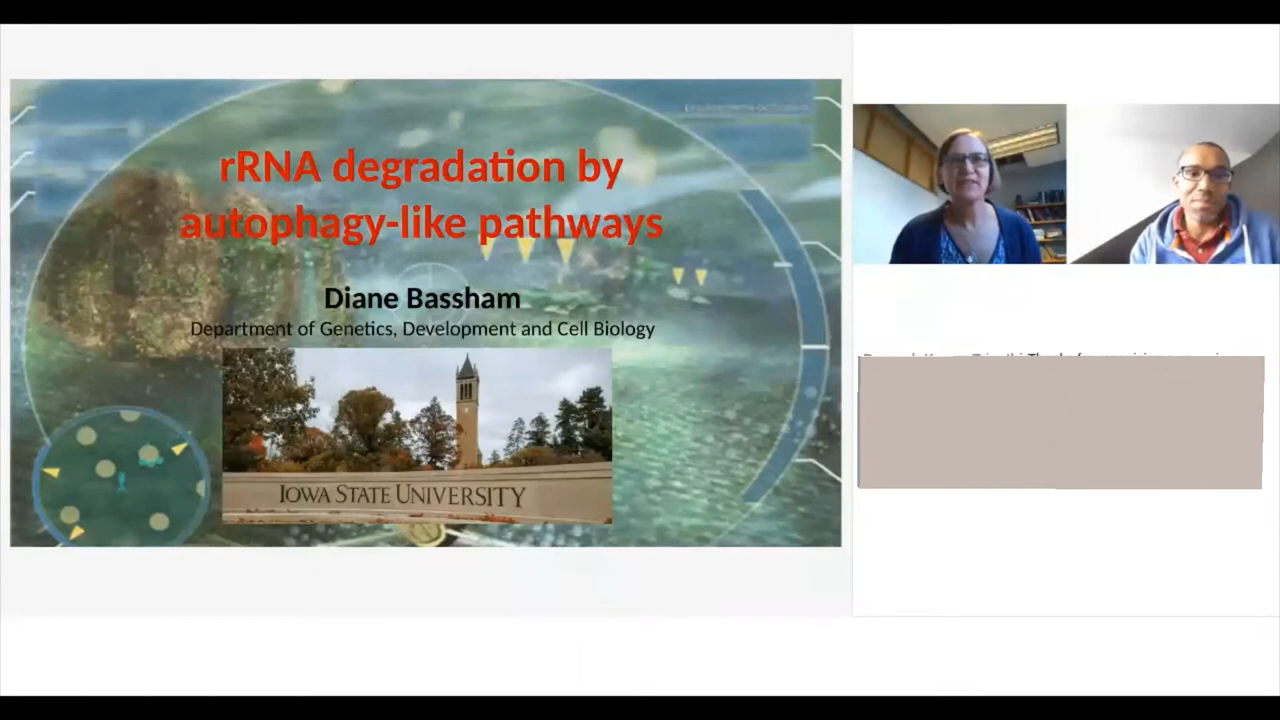 rRNA degradation by
autophagy-like pathways
Diane Bassham
Department of Genetics, Development and Cell Biology
IOWA STATE UNIVERSITY